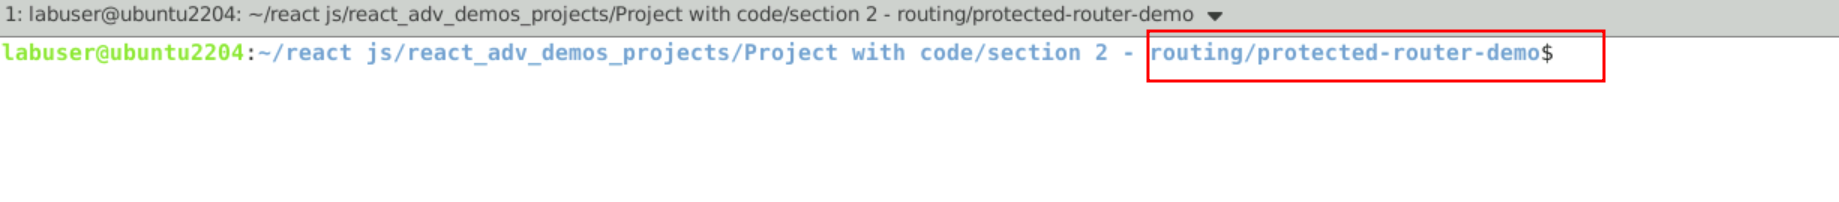 1: labuser@ubuntu2204: ~/react js/react_adv_demos_projects/Project with code/section 2 - routing/protected-router-demo
labuser@ubuntu2204:~/react js/react_adv_demos_projects/Project with code/section 2 - routing/protected-router-demo$